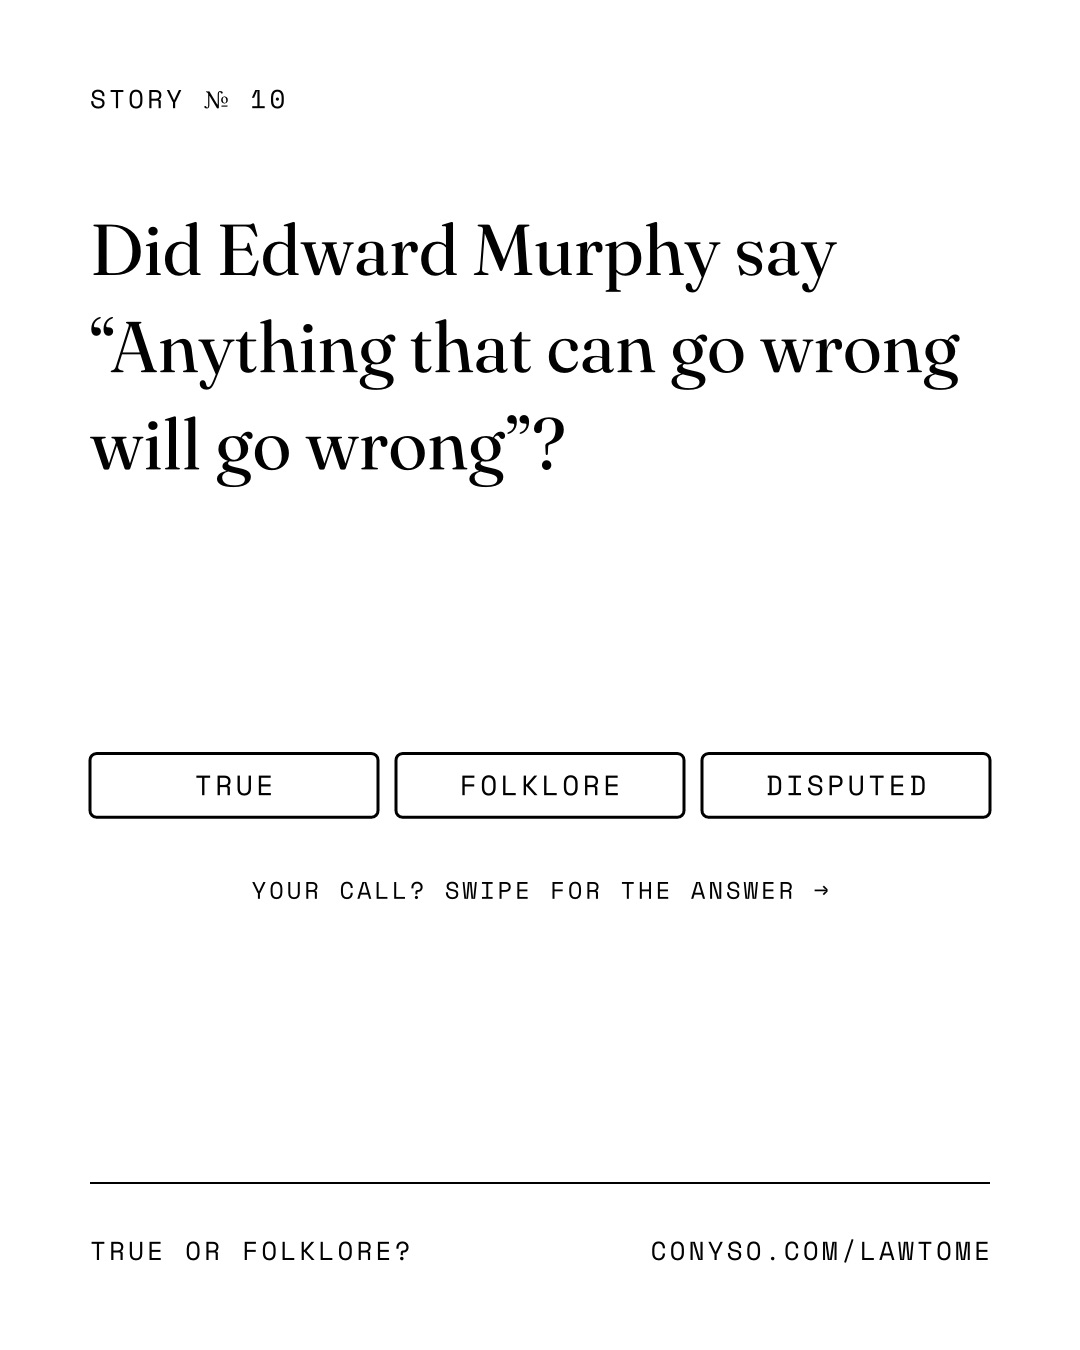 STORY № 10
Did Edward Murphy say
“Anything that can go wrong
will go wrong”?
TRUE
FOLKLORE
DISPUTED
YOUR CALL? SWIPE FOR THE ANSWER →
TRUE OR FOLKLORE?
CONYSO.COM/LAWTOME